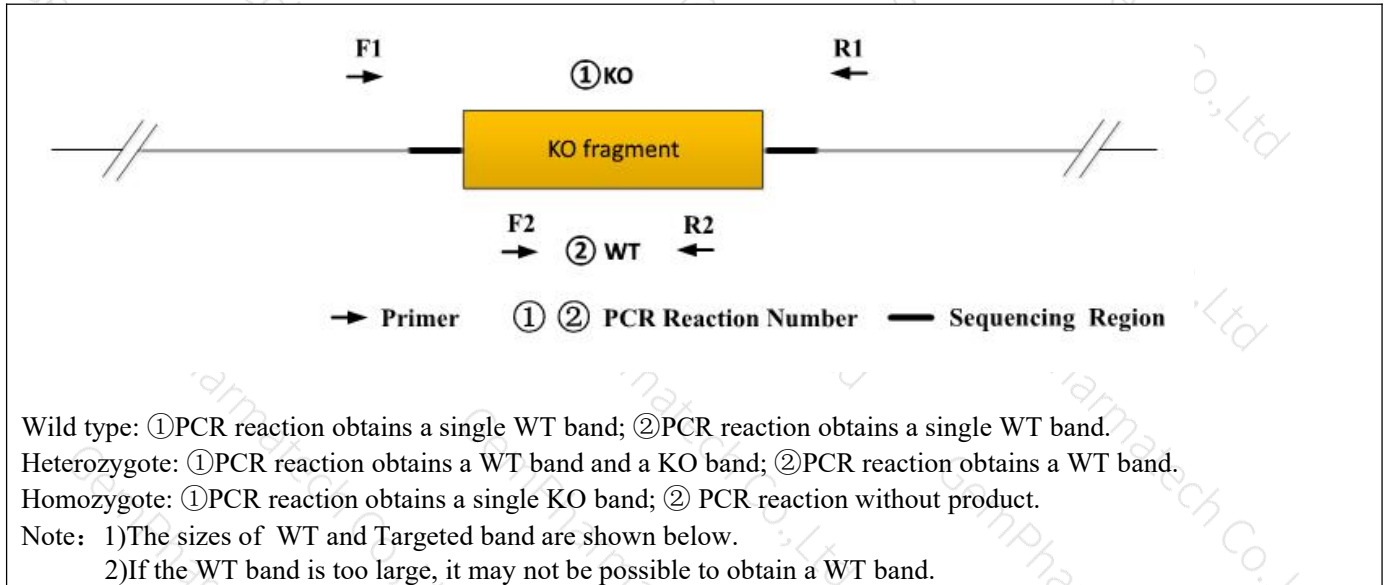 F1 R1
①KO
KO fragment
F2 R2
② WT
Primer ① ② PCR Reaction Number Sequencing Region
Wild type: ①PCR reaction obtains a single WT band; ②PCR reaction obtains a single WT band.
Heterozygote: ①PCR reaction obtains a WT band and a KO band; ②PCR reaction obtains a WT band.
Homozygote: ①PCR reaction obtains a single KO band; ② PCR reaction without product.
Note：1)The sizes of WT and Targeted band are shown below.
2)If the WT band is too large, it may not be possible to obtain a WT band.
Co.,Ltd
.,Ltd